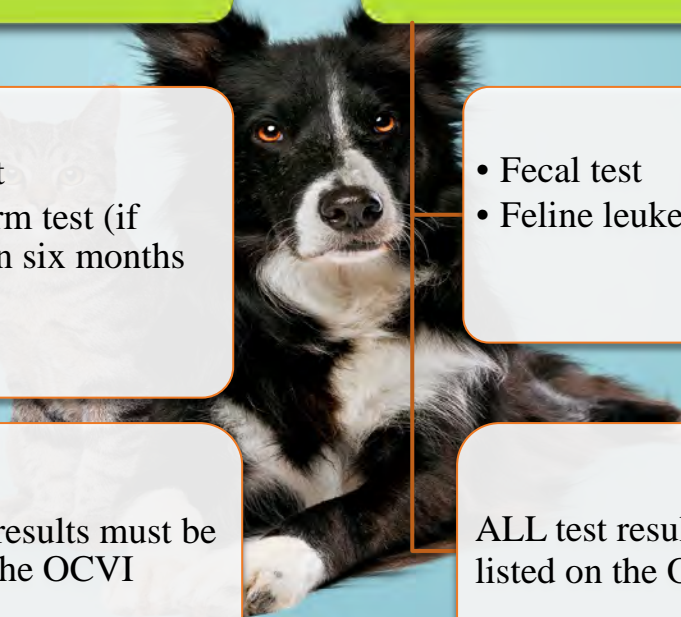 rm test (if
n six months
• Fecal test
• Feline leuke
results must be
he OCVI
ALL test resul
listed on the